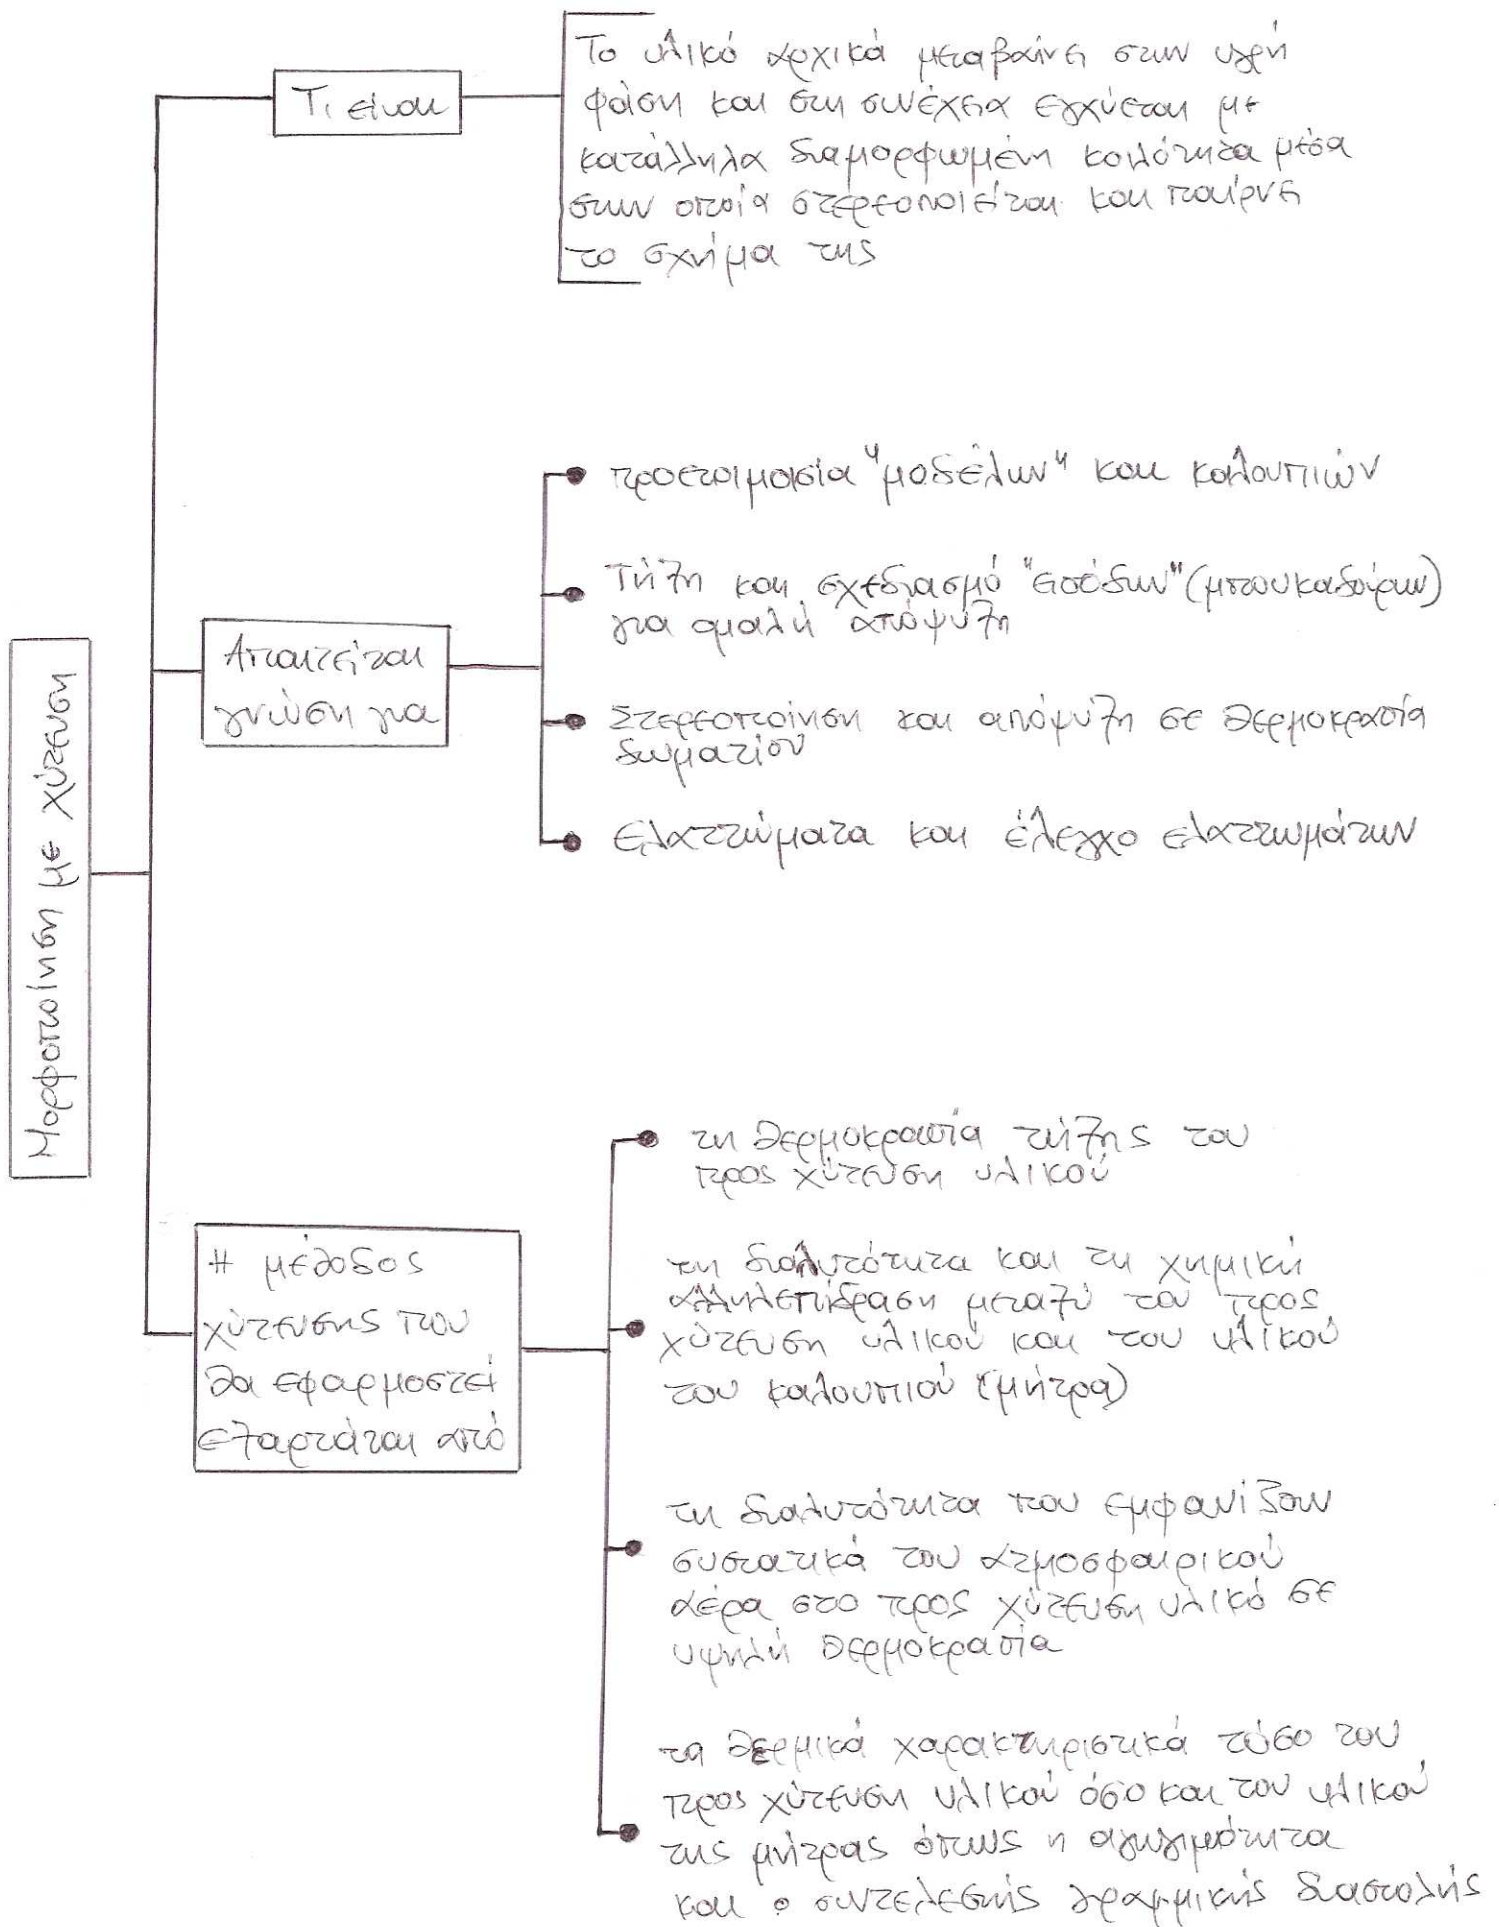 Μορφοποίηση με χύτευση
Τι είναι
Το υλικό αρχικά μεταβαίνει στην υγρή
φάση και στη συνέχεια εγχύεται με
κατάλληλα διαμορφωμένη κοιλότητα μέσα
στην οποία στερεοποιείται και παίρνει
το σχήμα της
Απαιτείται
γνώση για
προετοιμασία "μοδέλων" και καλουπιών
Τήξη και σχεδιασμό "εισόδων" (μπουκαδούρων)
για ομαλή απόψυξη
Στερεοποίηση και απόψυξη σε θερμοκρασία
δωματίου
Ελαττώματα και έλεγχο ελαττωμάτων
Η μέθοδος
χύτευσης που
θα εφαρμοστεί
εξαρτάται από
τη θερμοκρασία τήξης του
προς χύτευση υλικού
τη διαλυτότητα και τη χημική
αλληλεπίδραση μεταξύ του προς
χύτευση υλικού και του υλικού
του καλουπιού (μήτρα)
τη διαλυτότητα που εμφανίζουν
συστατικά του ατμοσφαιρικού
αέρα στο προς χύτευση υλικό σε
υψηλή θερμοκρασία
τα θερμικά χαρακτηριστικά τόσο του
προς χύτευση υλικού όσο και του υλικού
της μήτρας όπως η αγωγιμότητα
και ο συντελεστής γραμμικής διαστολής